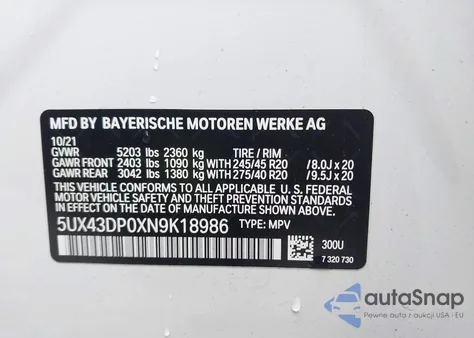 MFD BY BAYERISCHE MOTOREN WERKE AG
10/21
GVWR 5203 lbs 2360 kg TIRE / RIM
GAWR FRONT 2403 lbs 1090 kg WITH 245/45 R20 /8.0J x 20
GAWR REAR 3042 lbs 1380 kg WITH 275/40 R20 /9.5J x 20
THIS VEHICLE CONFORMS TO ALL APPLICABLE U. S. FEDERAL
MOTOR VEHICLE SAFETY, BUMPER, AND THEFT PREVENTION
STANDARDS IN EFFECT ON THE DATE OF MANUFACTURE SHOWN ABOVE.
5UX43DP0XN9K18986 TYPE: MPV
300U
7 320 730
autoSnap
Pewne auta z aukcji USA i EU